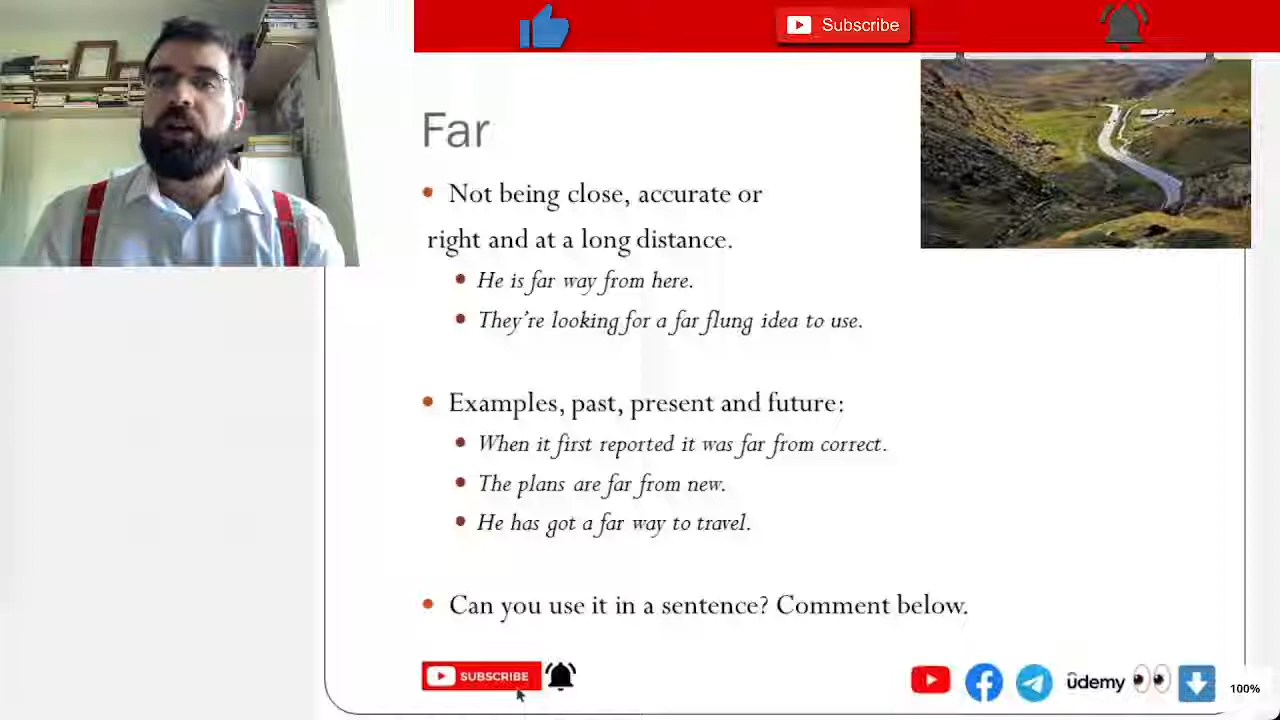 Subscribe
Far
Not being close, accurate or
right and at a long distance.
He is far way from here.
They're looking for a far flung idea to use.
Examples, past, present and future:
When it first reported it was far from correct.
The plans are far from new.
He has got a far way to travel.
Can you use it in a sentence? Comment below.
SUBSCRIBE
ûdemy
100%